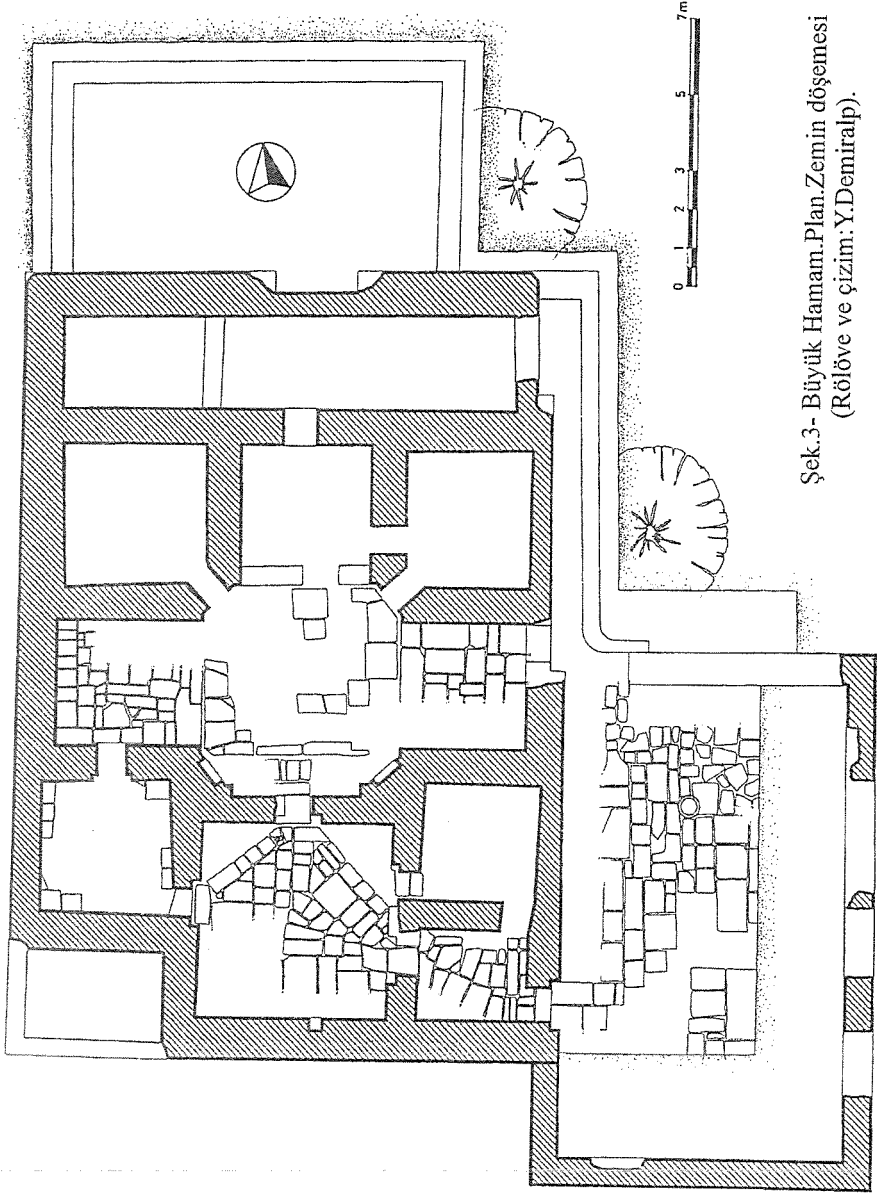 0 1 2 3 5 7m
Şek.3- Büyük Hamam.Plan.Zemin döşemesi
(Rölöve ve çizim:Y.Demiralp).